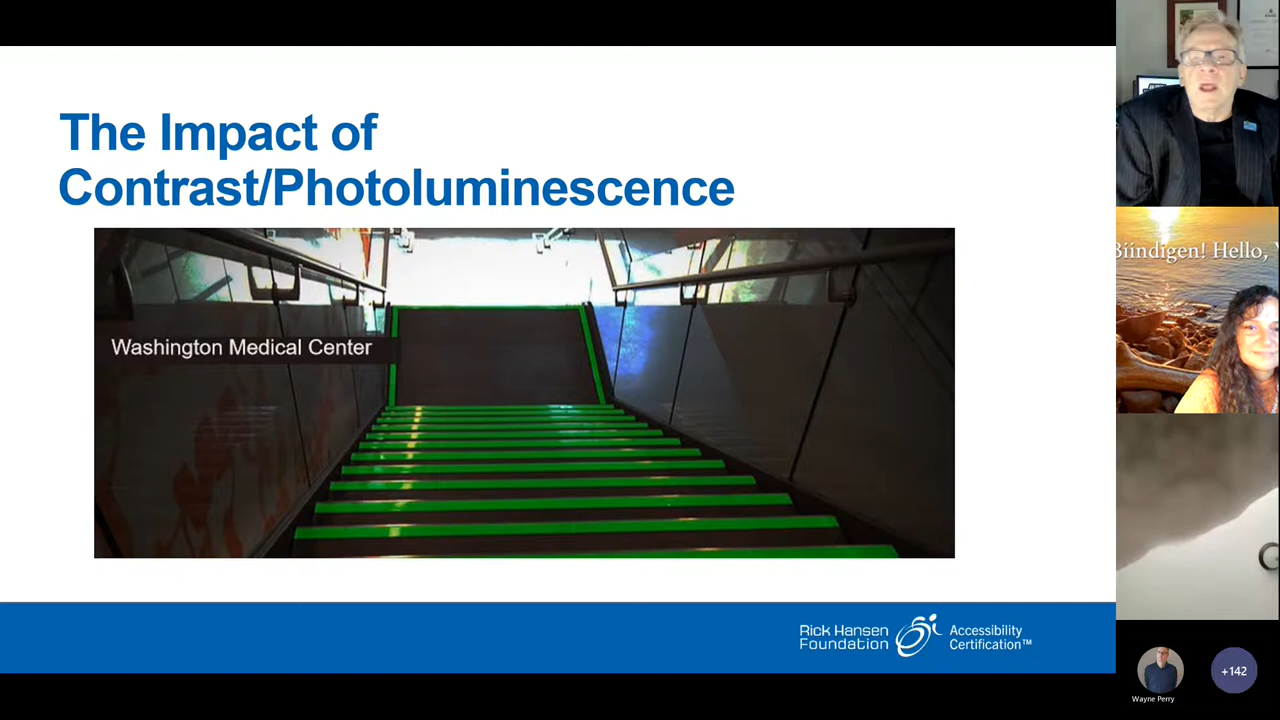 The Impact of
Contrast/Photoluminescence
Washington Medical Center
Rick Hansen
Foundation
Accessibility
Certification™
Biindigen! Hello,
Wayne Perry
+142